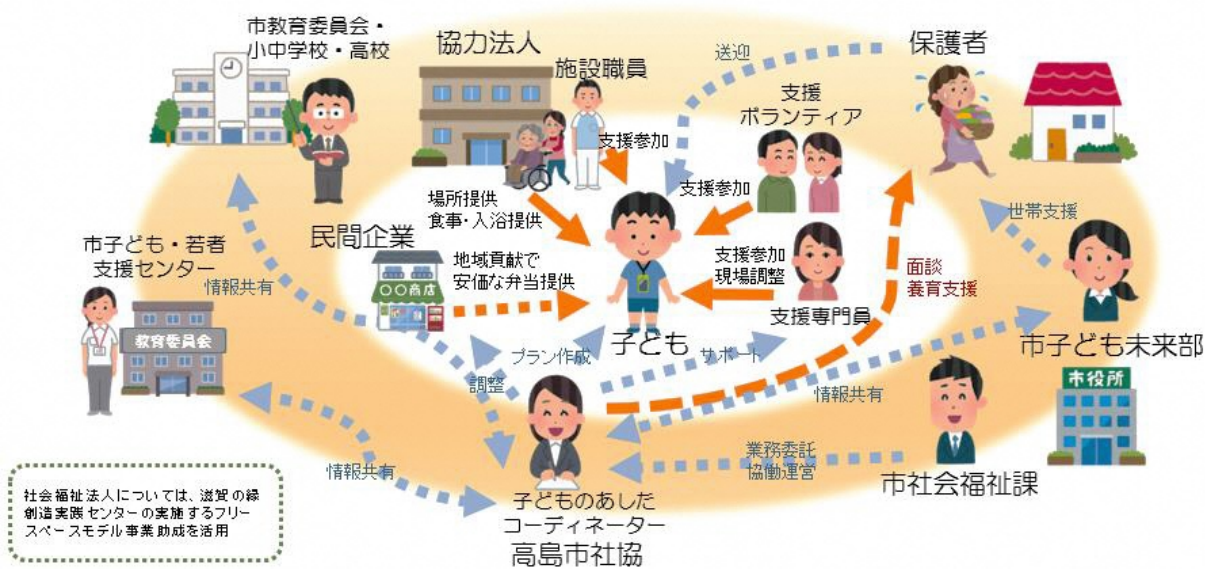 市教育委員会・
小中学校・高校
協力法人
施設職員
送迎
保護者
支援
ボランティア
支援参加
支援参加
場所提供
食事・入浴提供
世帯支援
市子ども・若者
支援センター
民間企業
〇〇商店
地域貢献で
安価な弁当提供
支援参加
現場調整
面談
養育支援
情報共有
教育委員会
支援専門員
子ども
市子ども未来部
プラン作成
サポート
調整
情報共有
市役所
情報共有
業務委託
協働運営
市社会福祉課
子どものあした
コーディネーター
高島市社協
社会福祉法人については、滋賀の縁
創造実践センターの実施するフリー
スペースモデル事業助成を活用